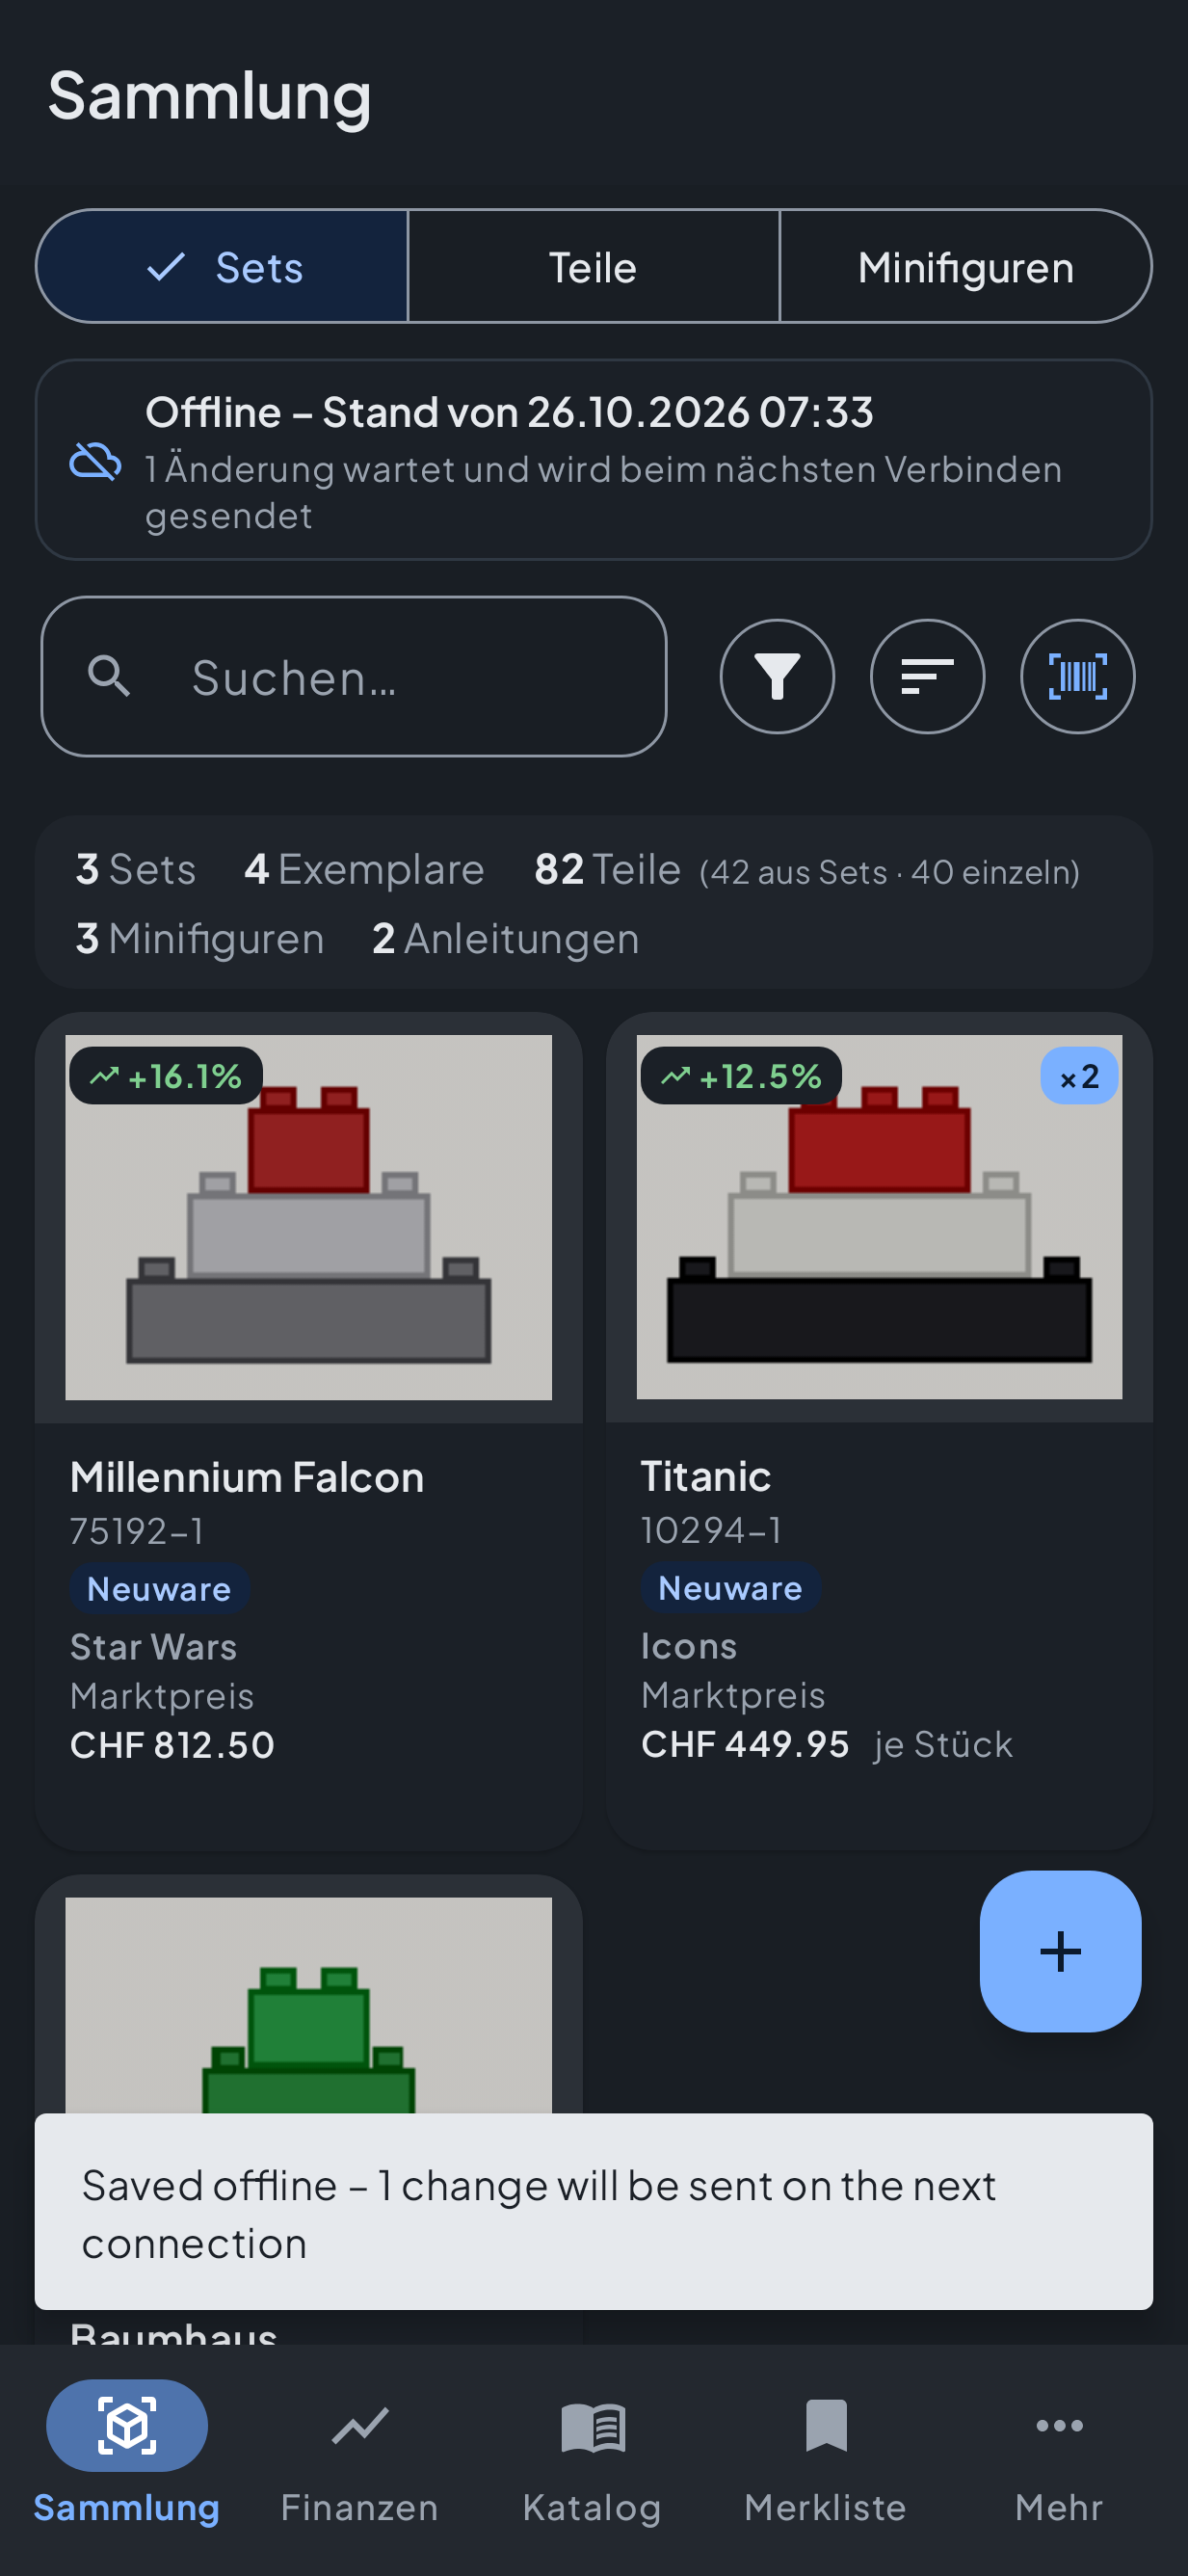 Sammlung
Sets
Teile
Minifiguren
Offline – Stand von 26.10.2026 07:33
1 Änderung wartet und wird beim nächsten Verbinden
gesendet
Suchen…
3 Sets 4 Exemplare 82 Teile (42 aus Sets · 40 einzeln)
3 Minifiguren 2 Anleitungen
+16.1%
+12.5%
×2
Millennium Falcon
75192-1
Neuware
Star Wars
Marktpreis
CHF 812.50
Titanic
10294-1
Neuware
Icons
Marktpreis
CHF 449.95 je Stück
Saved offline – 1 change will be sent on the next
connection
Baumhaus
Sammlung
Finanzen
Katalog
Merkliste
Mehr